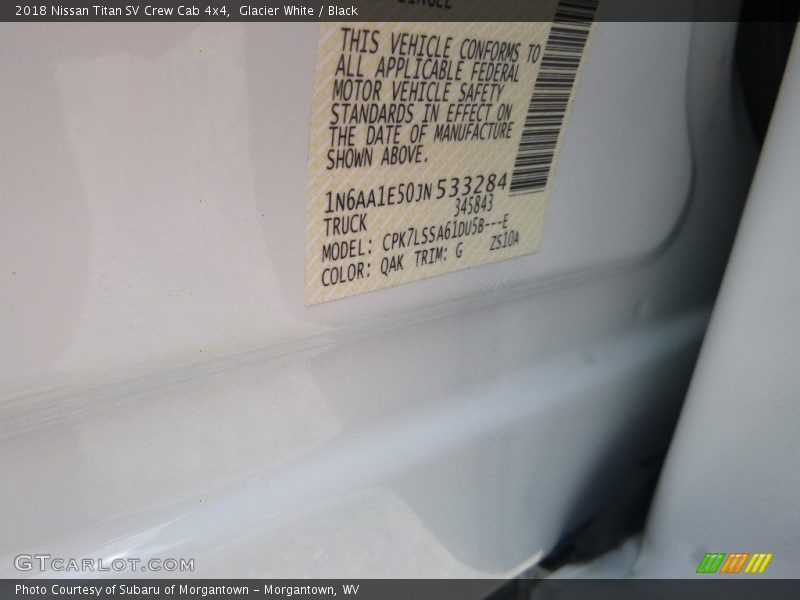 2018 Nissan Titan SV Crew Cab 4x4,  Glacier White / Black
THIS VEHICLE CONFORMS TO
ALL APPLICABLE FEDERAL
MOTOR VEHICLE SAFETY
STANDARDS IN EFFECT ON
THE DATE OF MANUFACTURE
SHOWN ABOVE.
1N6AA1E50JN533284
TRUCK 345843
MODEL: CPK7LSSA61DU5B---E
COLOR: QAK TRIM: G ZS10A
GTCARLOT.COM
Photo Courtesy of Subaru of Morgantown – Morgantown, WV